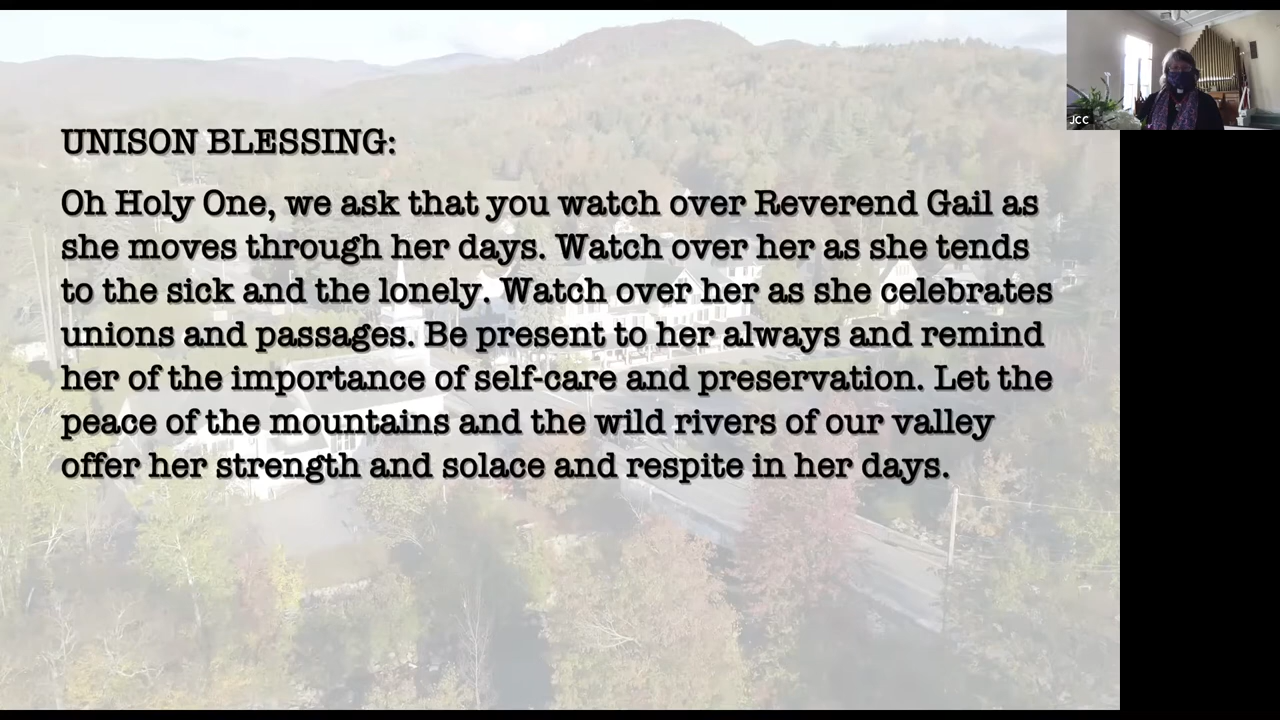 UNISON BLESSING:
Oh Holy One, we ask that you watch over Reverend Gail as
she moves through her days. Watch over her as she tends
to the sick and the lonely. Watch over her as she celebrates
unions and passages. Be present to her always and remind
her of the importance of self-care and preservation. Let the
peace of the mountains and the wild rivers of our valley
offer her strength and solace and respite in her days.
JCC